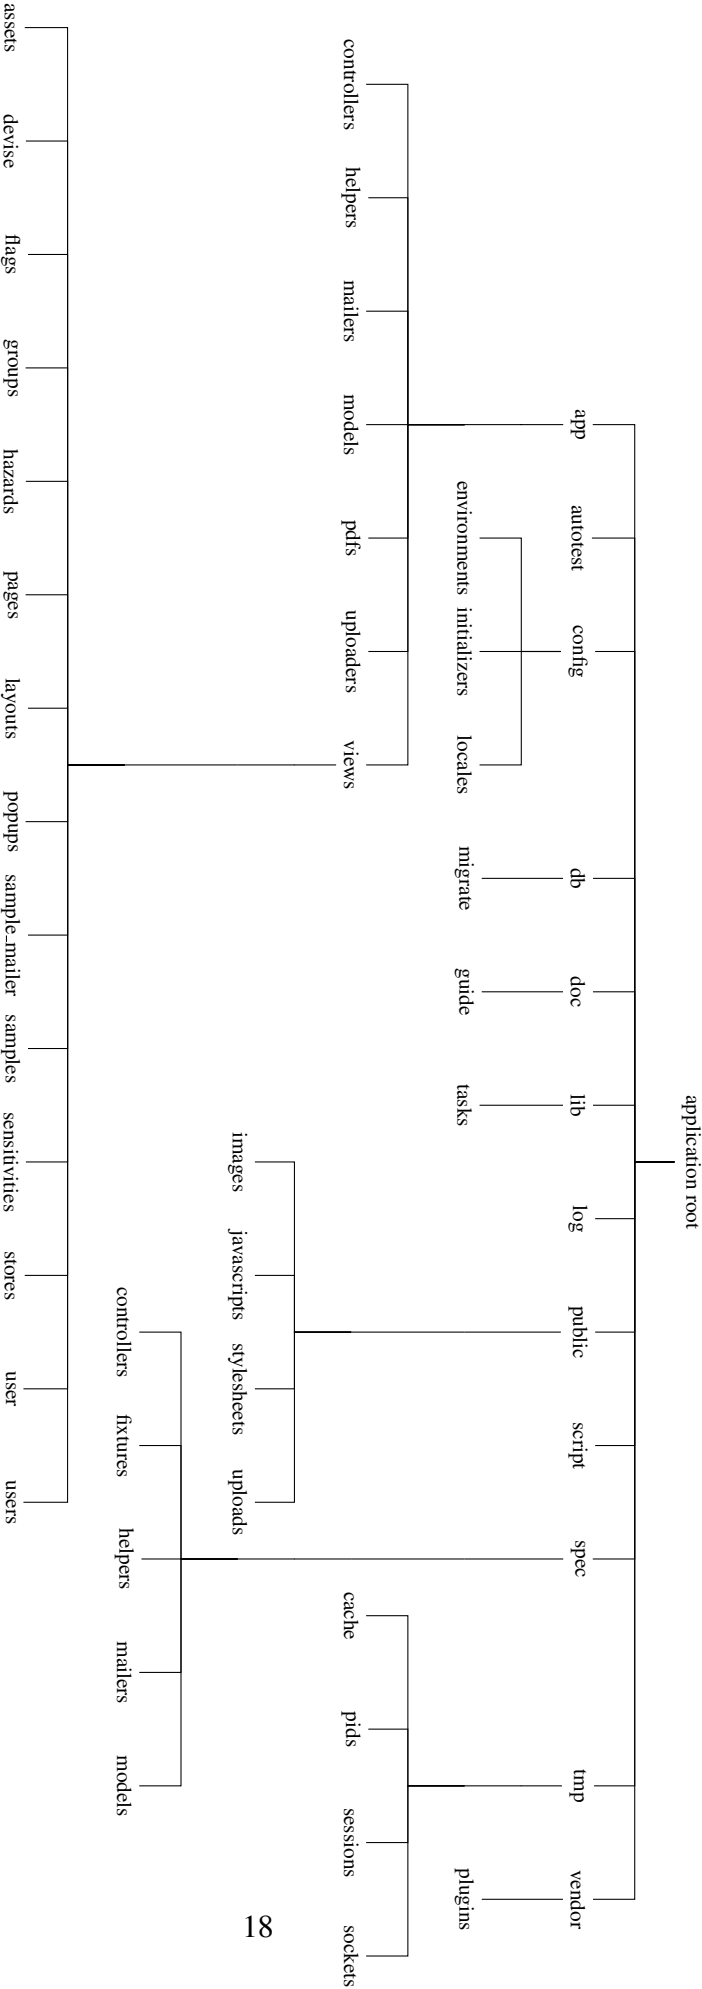 application root
app
autotest
config
db
doc
lib
log
public
script
spec
tmp
vendor
environments
initializers
locales
migrate
guide
tasks
plugins
controllers
helpers
mailers
models
pdfs
uploaders
views
cache
pids
sessions
sockets
images
javascripts
stylesheets
uploads
controllers
fixtures
helpers
mailers
models
assets
devise
flags
groups
hazards
pages
layouts
popups
sample_mailer
samples
sensitivities
stores
user
users
18